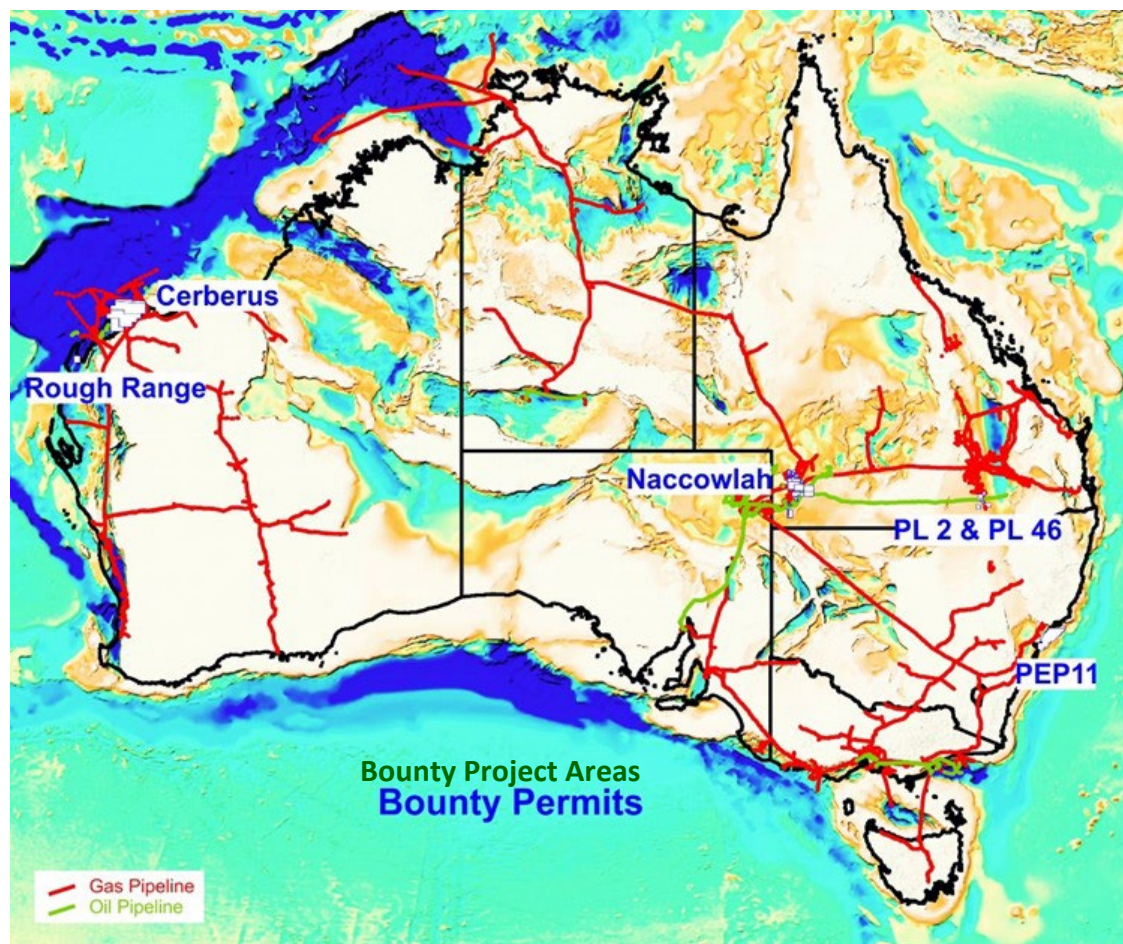 Cerberus
Rough Range
Naccowlah
PL 2 & PL 46
PEP11
Bounty Project Areas
Bounty Permits
Gas Pipeline
Oil Pipeline